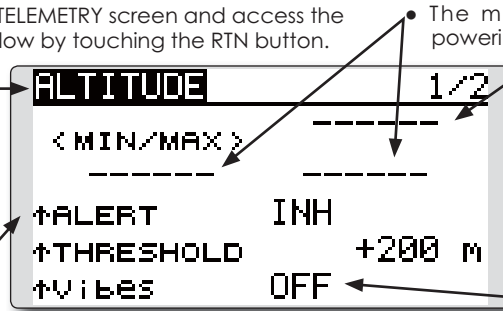 TELEMETRY screen and access the
low by touching the RTN button.
• The m
poweri
ALTITUDE 1/2
------
<MIN/MAX>
------ ------
↑ALERT INH
↑THRESHOLD +200 m
↑Vibes OFF